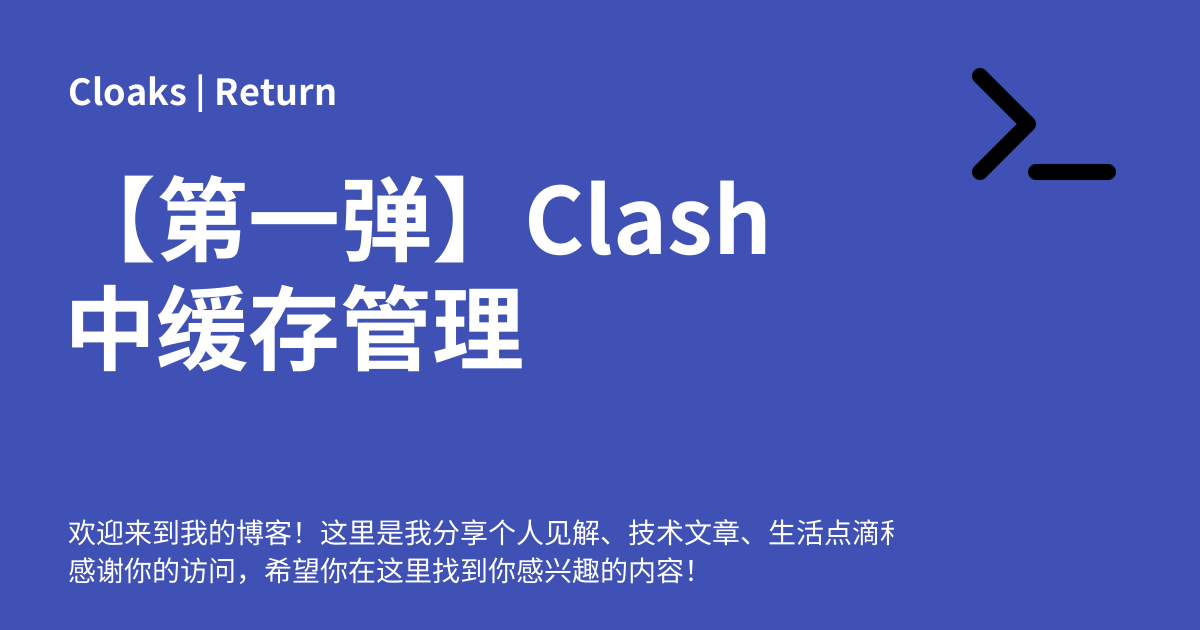 Cloaks | Return
【第一弹】Clash
中缓存管理
欢迎来到我的博客！这里是我分享个人见解、技术文章、生活点滴
感谢你的访问，希望你在这里找到你感兴趣的内容！